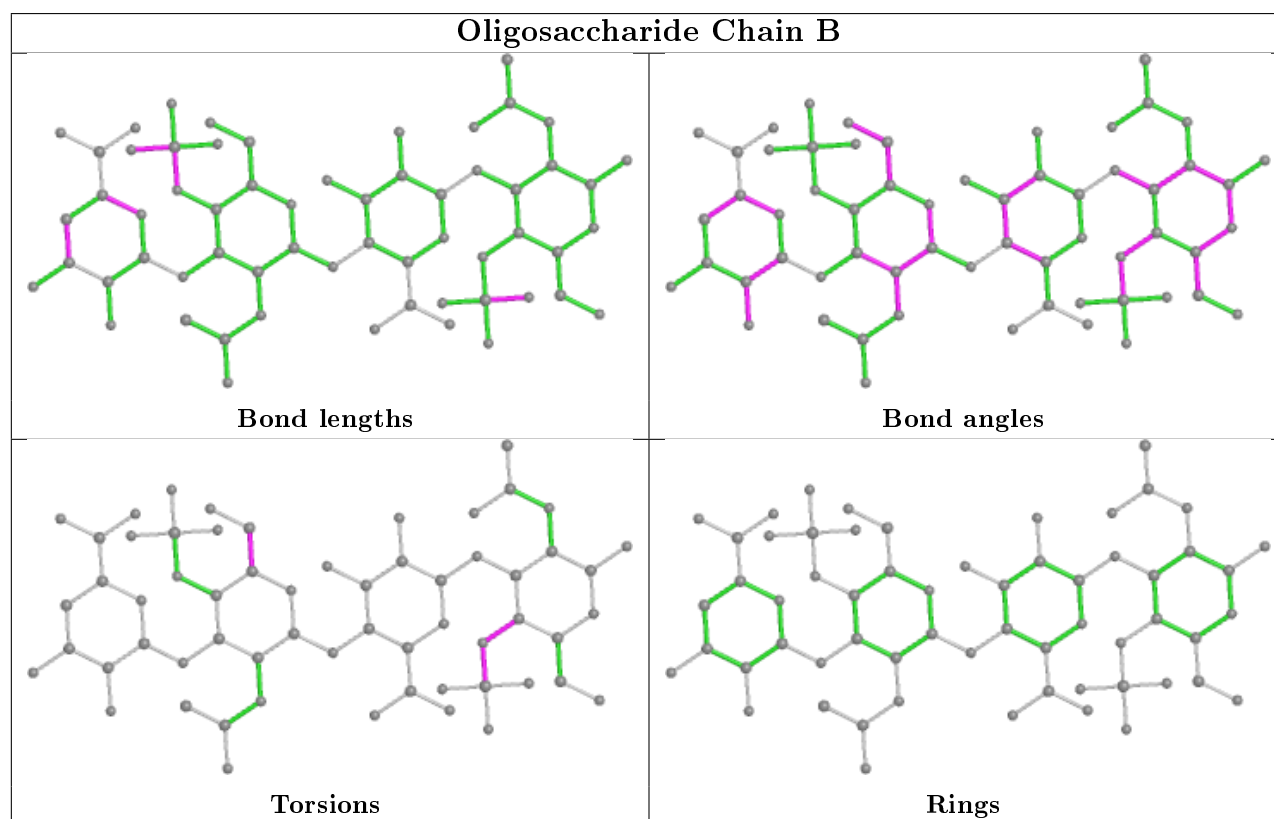 Oligosaccharide Chain B
Bond lengths
Bond angles
Torsions
Rings